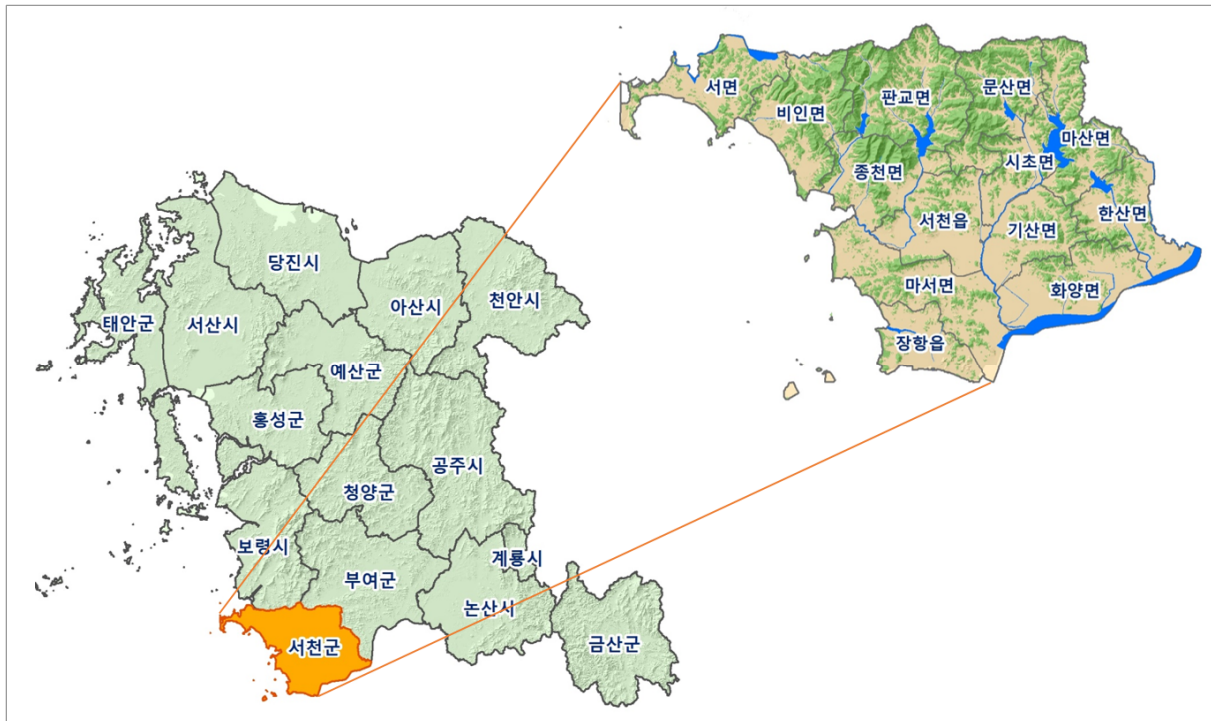 서면
비인면
판교면
문산면
마산면
종천면
시초면
서천읍
기산면
한산면
마서면
화양면
장항읍
당진시
아산시
천안시
태안군
서산시
예산군
홍성군
공주시
청양군
보령시
부여군
계룡시
논산시
서천군
금산군